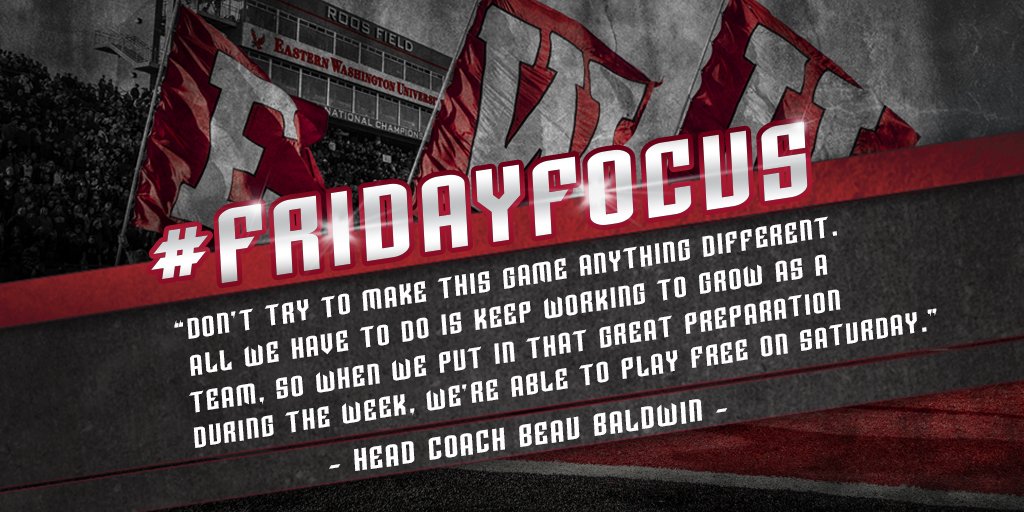 ROOS FIELD
EASTERN WASHINGTON UNIVERSITY
NATIONAL CHAMPIONS
E W U
#FRIDAYFOCUS
“DON'T TRY TO MAKE THIS GAME ANYTHING DIFFERENT.
ALL WE HAVE TO DO IS KEEP WORKING TO GROW AS A
TEAM, SO WHEN WE PUT IN THAT GREAT PREPARATION
DURING THE WEEK, WE'RE ABLE TO PLAY FREE ON SATURDAY.”
- HEAD COACH BEAU BALDWIN -